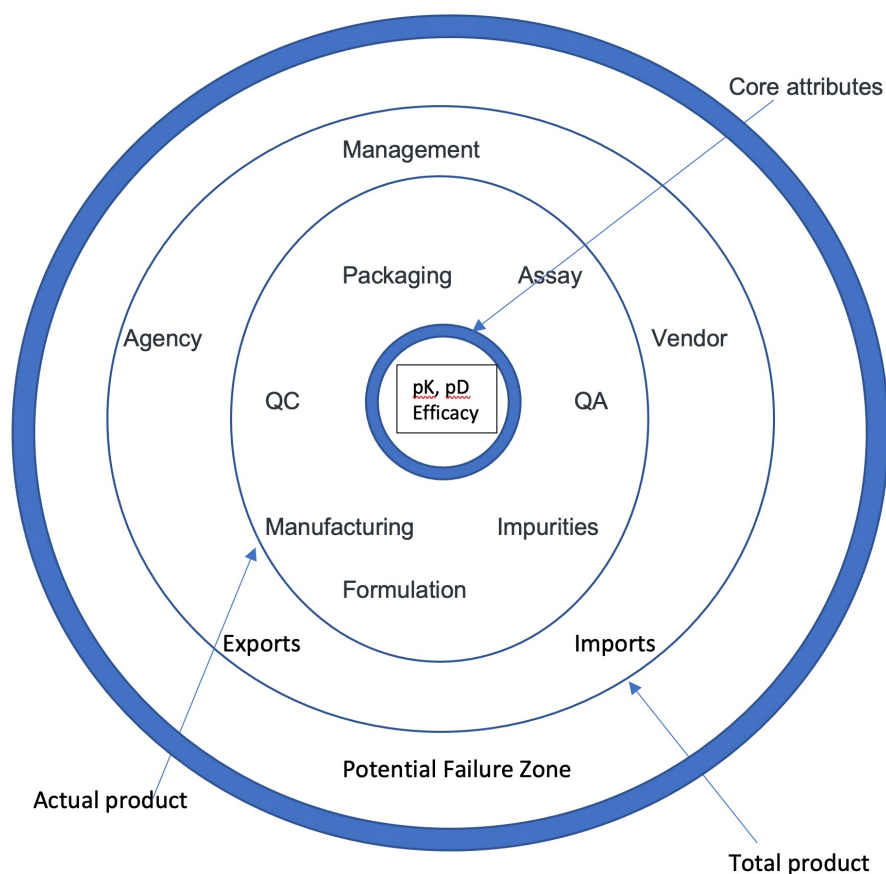 Core attributes
Management
Packaging
Assay
Agency
Vendor
pK, pD
Efficacy
QC
QA
Manufacturing
Impurities
Formulation
Exports
Imports
Potential Failure Zone
Actual product
Total product